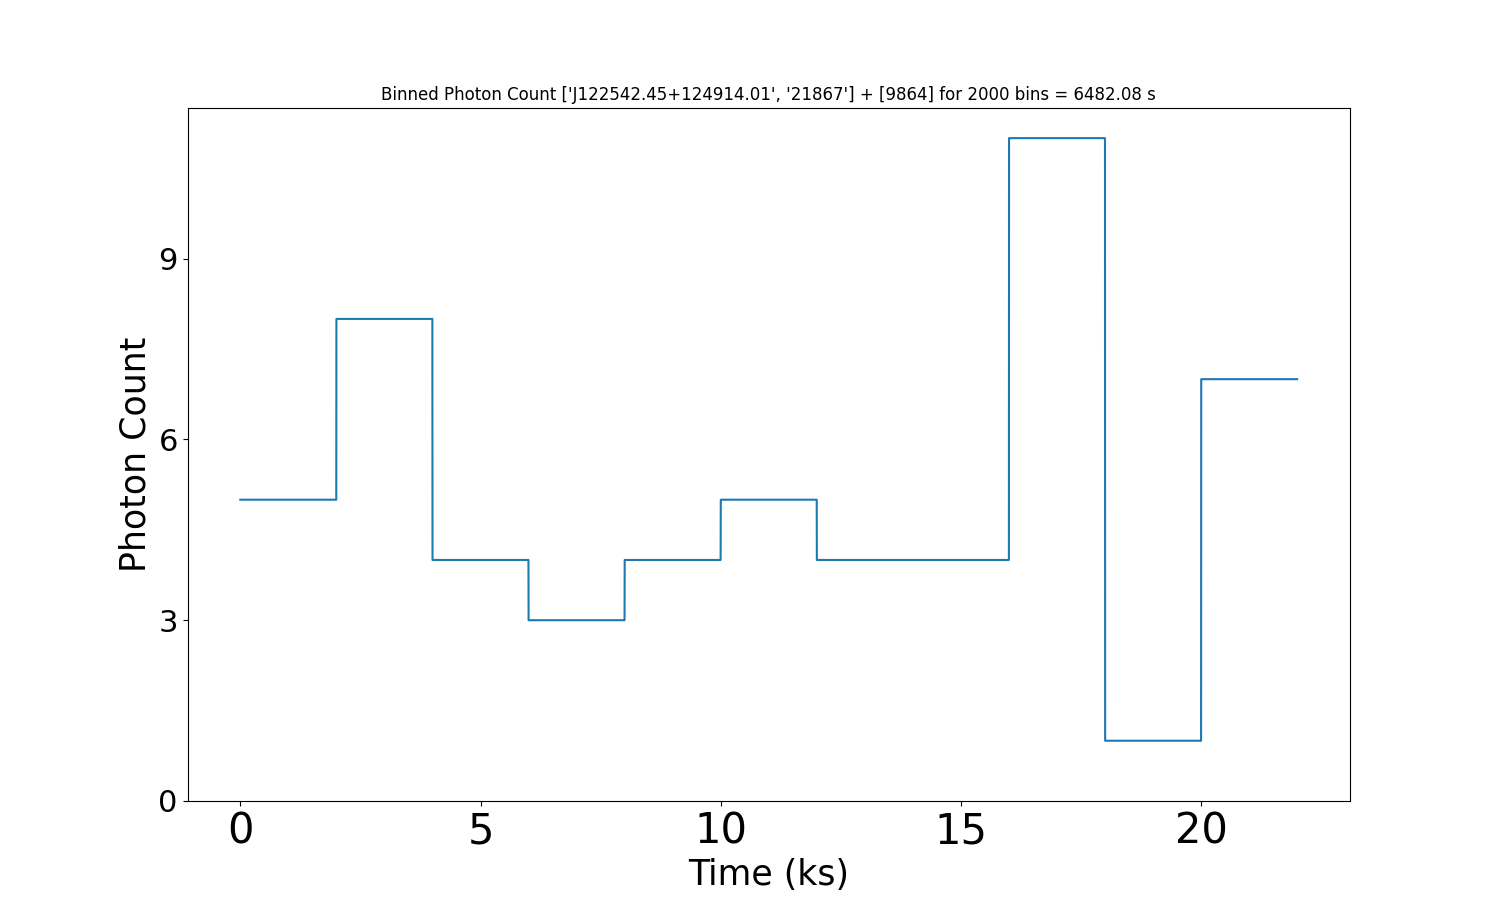 Binned Photon Count ['J122542.45+124914.01', '21867'] + [9864] for 2000 bins = 6482.08 s
Photon Count
9
6
3
0
0 5 10 15 20
Time (ks)